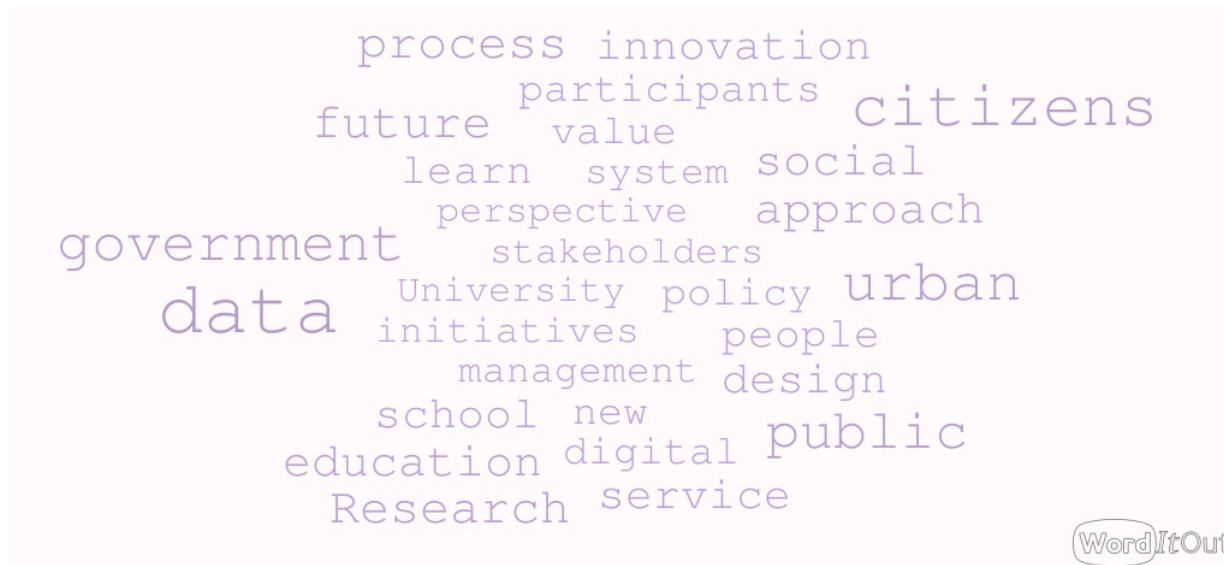 process innovation
participants
citizens
future value
learn system social
perspective approach
government stakeholders
University policy urban
data initiatives people
management design
school new
public
education digital
Research service
WordItOut